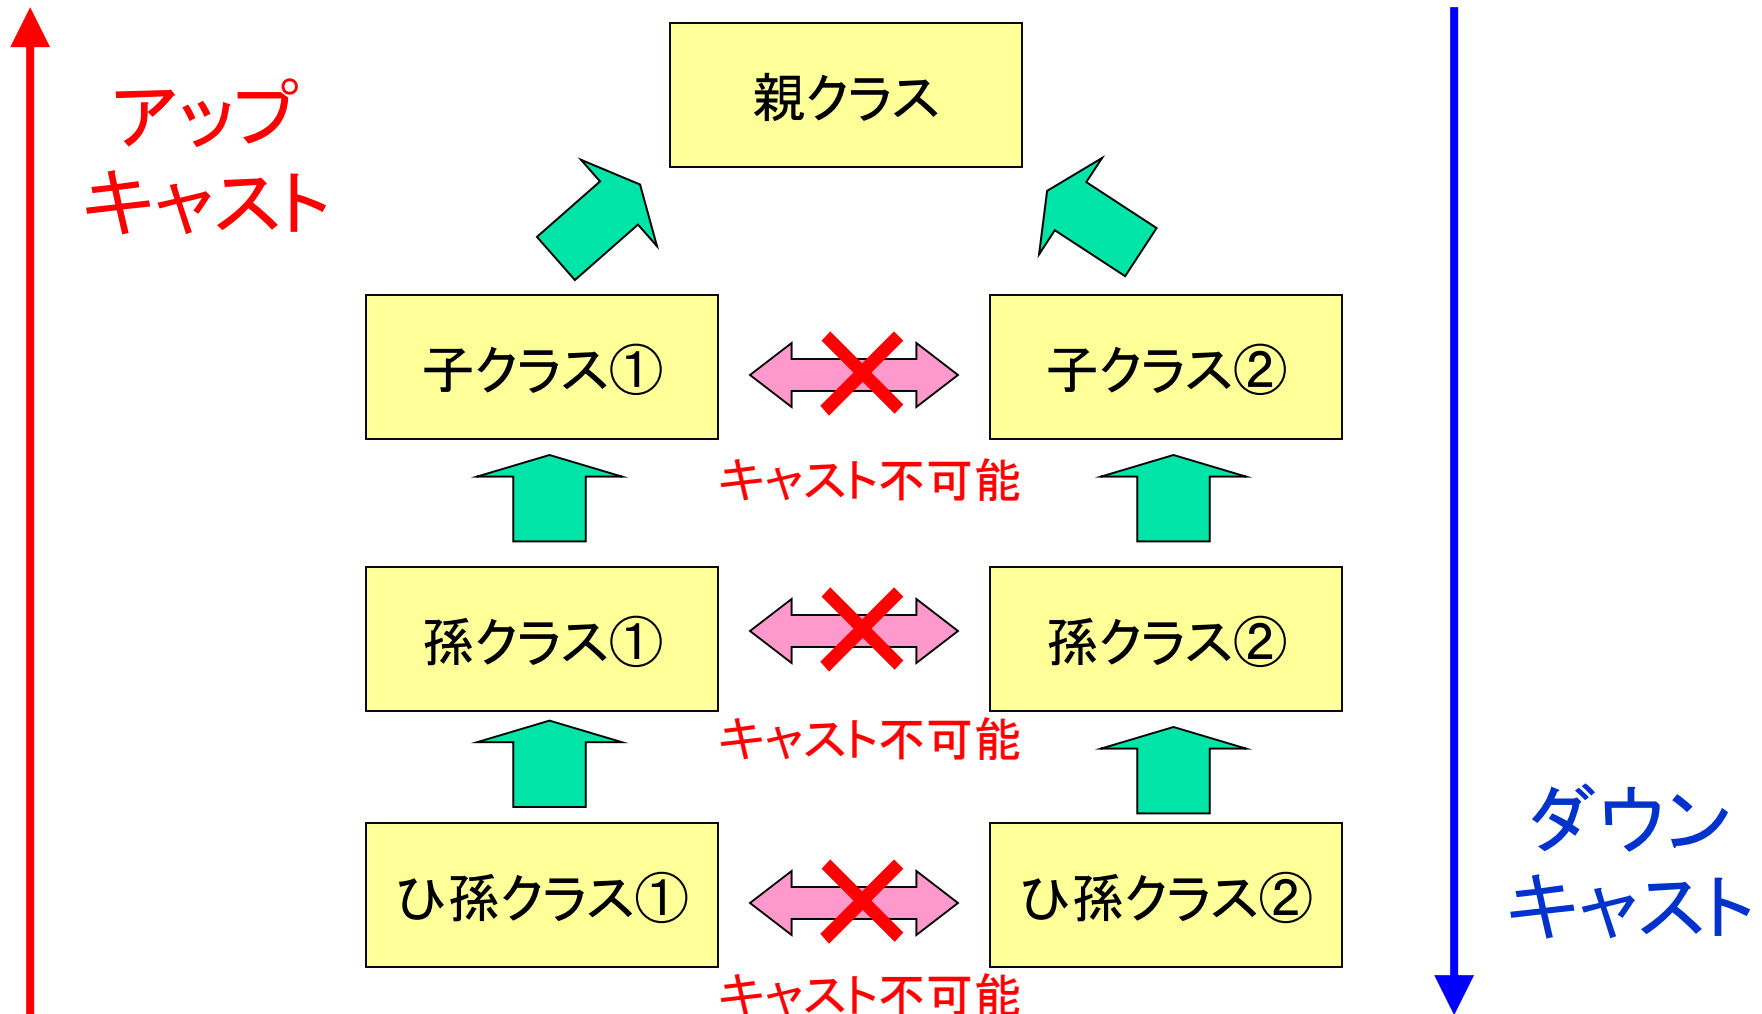 親クラス
アップ
キャスト
子クラス①
子クラス②
キャスト不可能
孫クラス①
孫クラス②
キャスト不可能
ダウン
キャスト
ひ孫クラス①
ひ孫クラス②
キャスト不可能